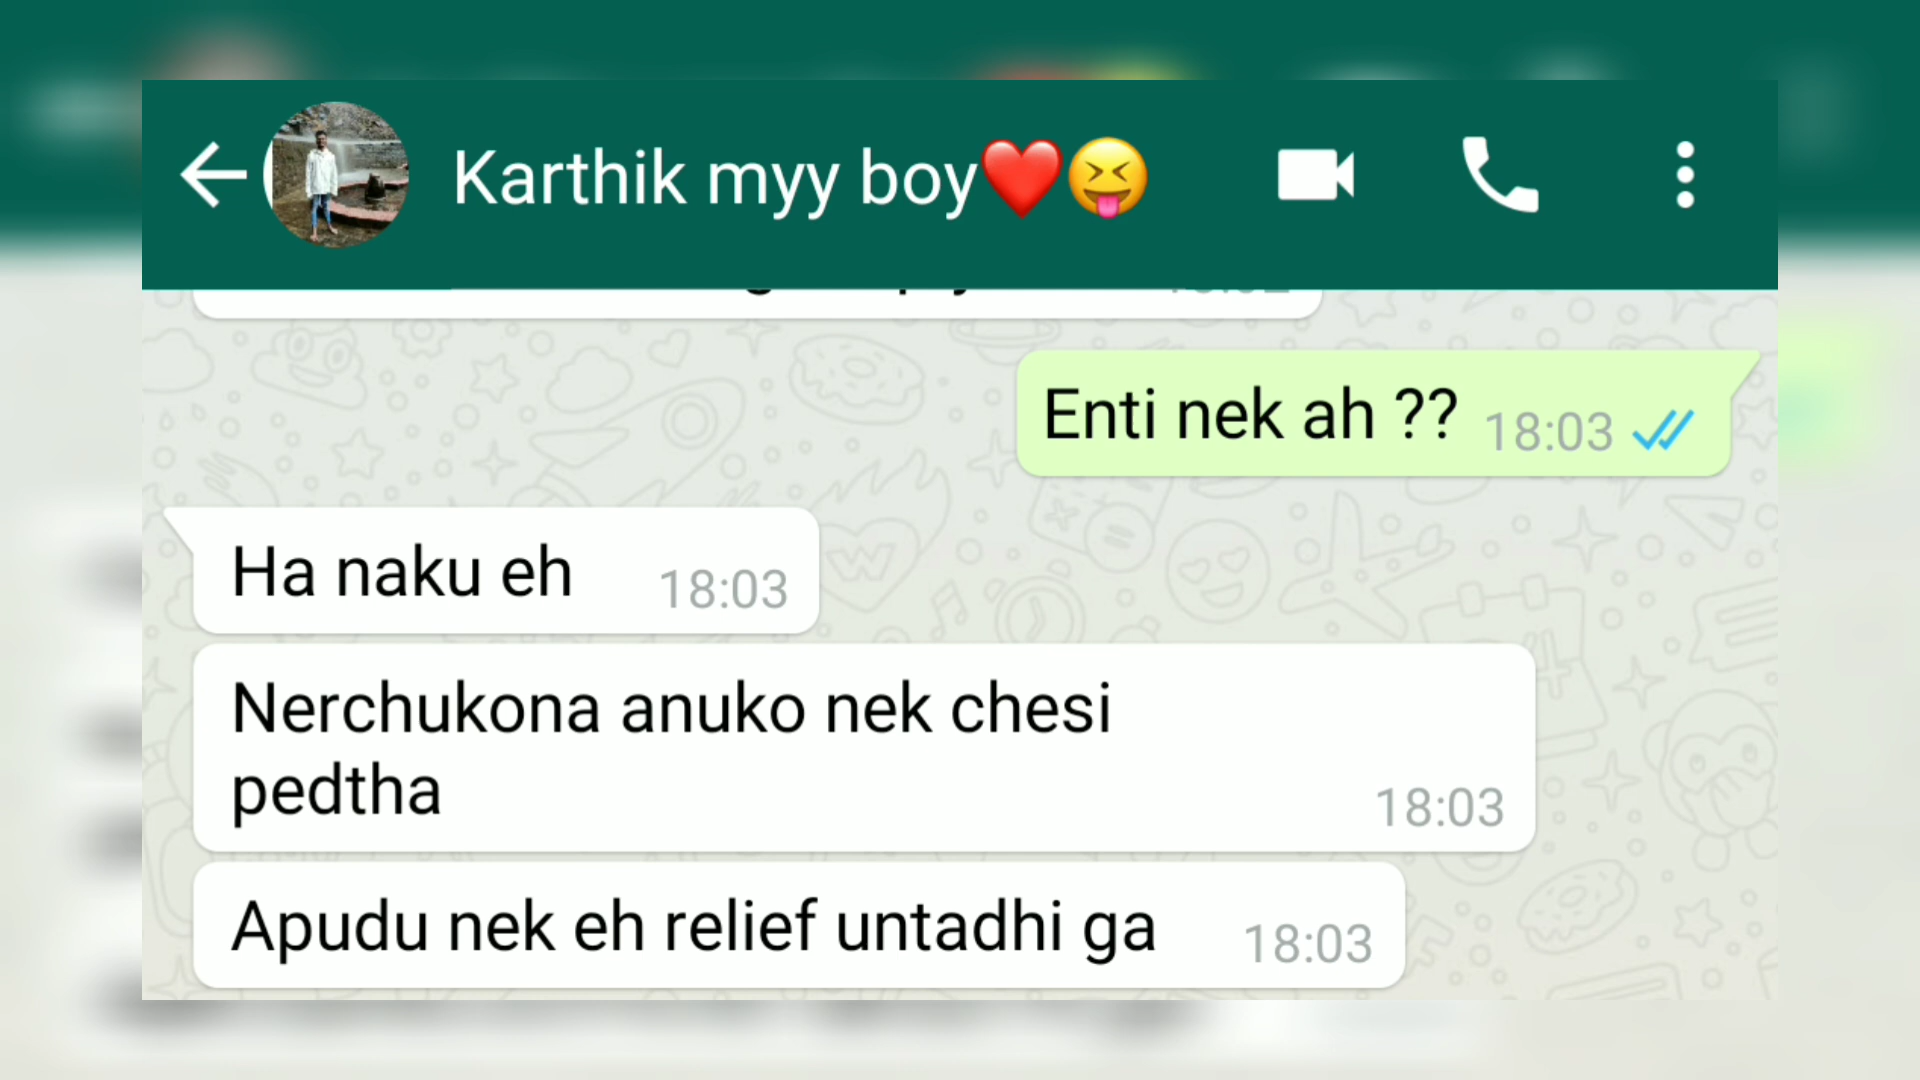 Karthik myy boy❤️😝
Enti nek ah ?? 18:03
Ha naku eh 18:03
Nerchukona anuko nek chesi
pedtha 18:03
Apudu nek eh relief untadhi ga 18:03